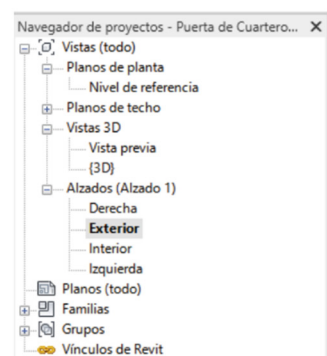 Navegador de proyectos - Puerta de Cuartero... X
Vistas (todo)
Planos de planta
Nivel de referencia
Planos de techo
Vistas 3D
Vista previa
{3D}
Alzados (Alzado 1)
Derecha
Exterior
Interior
Izquierda
Planos (todo)
Familias
Grupos
Vínculos de Revit